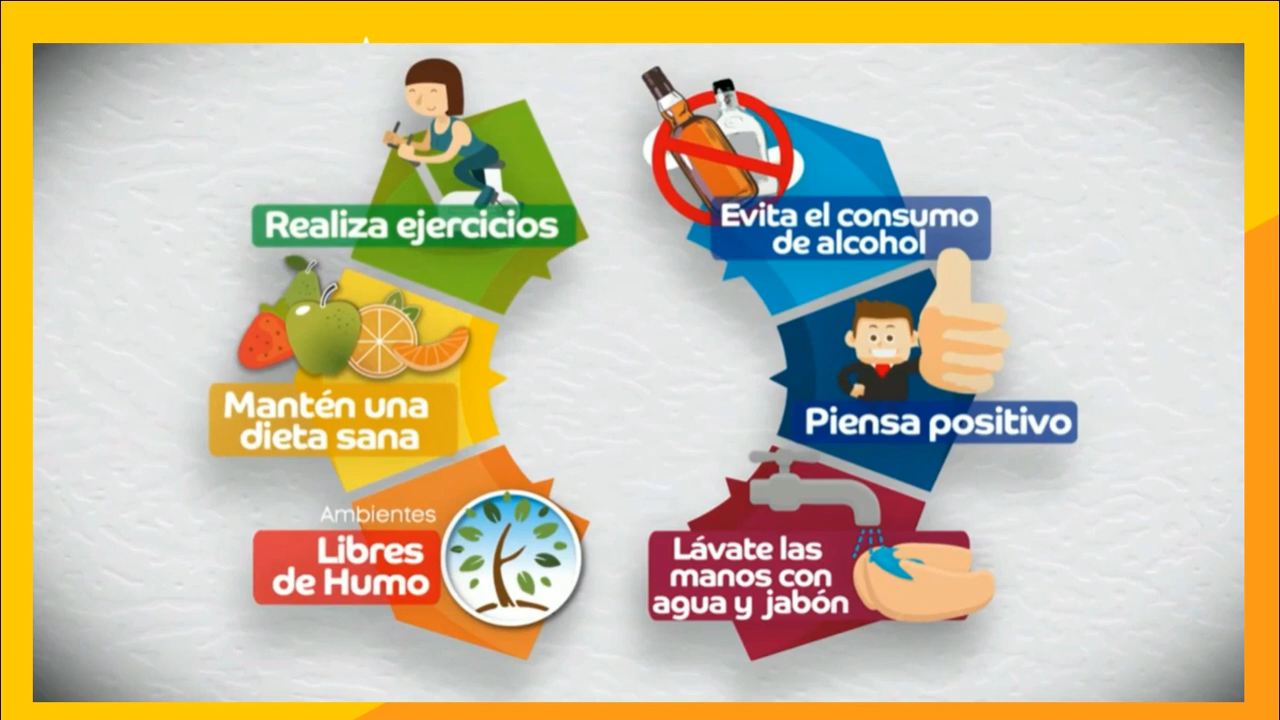 Realiza ejercicios
Evita el consumo
de alcohol
Mantén una
dieta sana
Piensa positivo
Ambientes
Libres
de Humo
Lávate las
manos con
agua y jabón